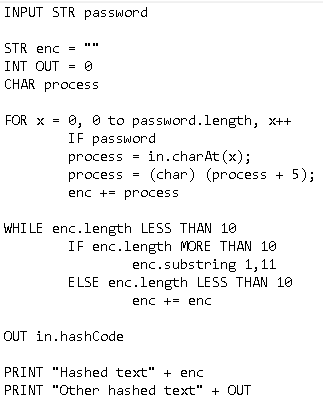 INPUT STR password
STR enc = ""
INT OUT = 0
CHAR process
FOR x = 0, 0 to password.length, x++
IF password
process = in.charAt(x);
process = (char) (process + 5);
enc += process
WHILE enc.length LESS THAN 10
IF enc.length MORE THAN 10
enc.substring 1,11
ELSE enc.length LESS THAN 10
enc += enc
OUT in.hashCode
PRINT "Hashed text" + enc
PRINT "Other hashed text" + OUT